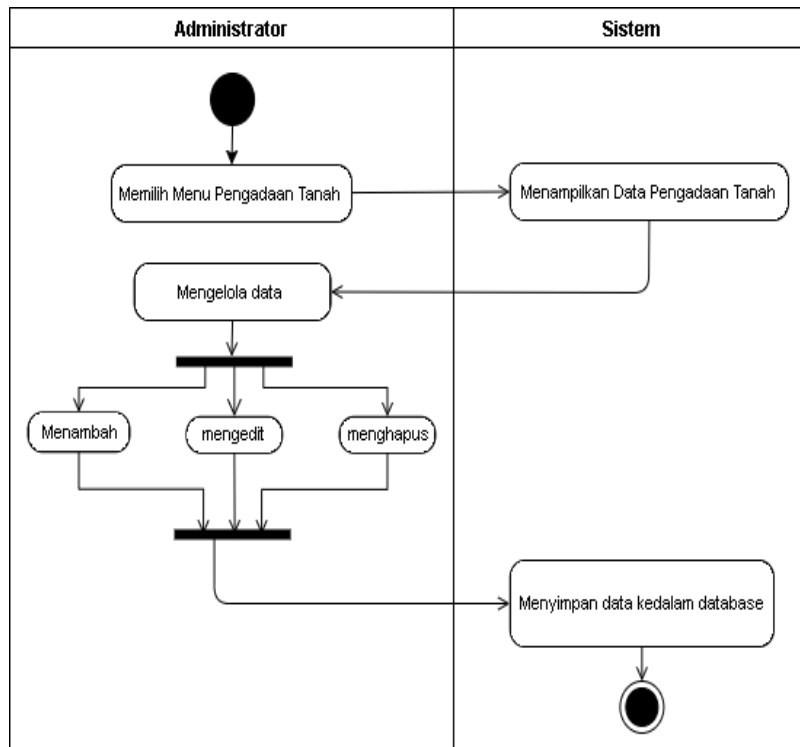 Administrator
Sistem
Memilih Menu Pengadaan Tanah
Menampilkan Data Pengadaan Tanah
Mengelola data
Menambah
mengedit
menghapus
Menyimpan data kedalam database